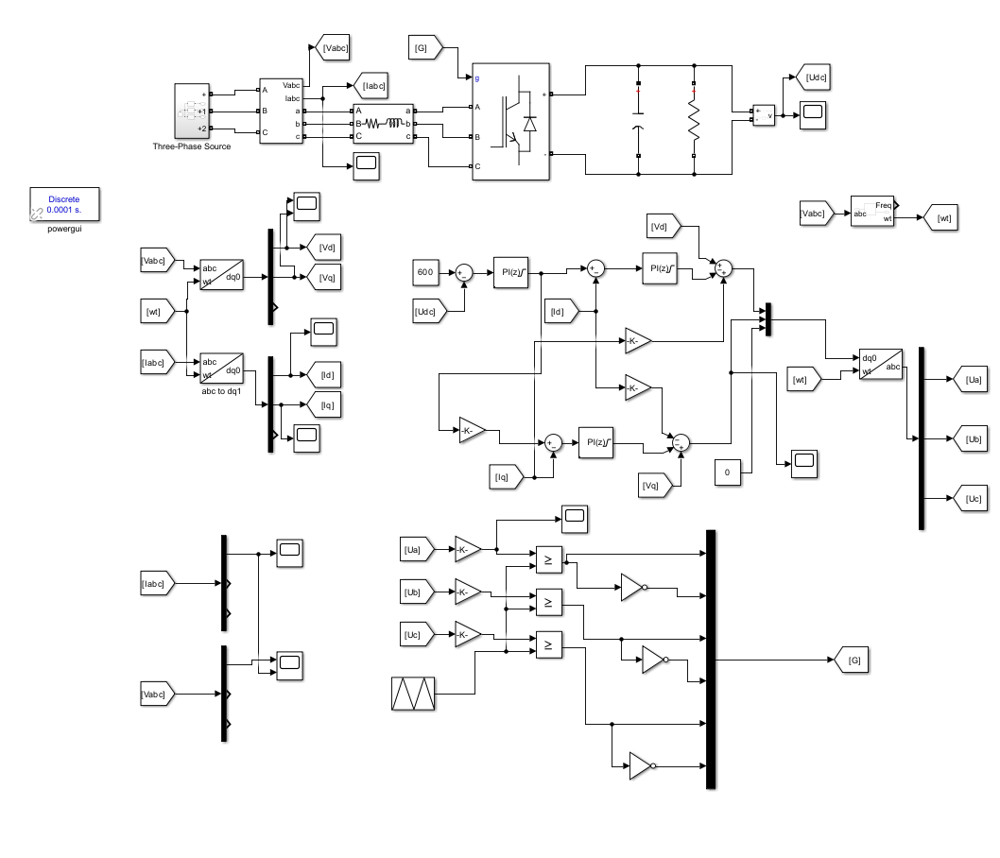 [Vabc]
[G]
[Iabc]
[Udc]
Vabc
Iabc
A
B
C
a
b
c
+
+1
+2
A
B
C
a
b
c
g
A
B
C
+
-
+
+
+
-
v
Three-Phase Source
Discrete
0.0001 s.
powergui
[Vabc]
abc
Freq
wt
[wt]
[Vabc]
[wt]
[Iabc]
abc
wt
dq0
[Vd]
[Vq]
abc
wt
dq0
abc to dq1
[Id]
[Iq]
[Vd]
600
+
−
PI(z)
[Udc]
+
−
PI(z)
+
−
+
[Id]
-K-
-K-
-K-
+
−
PI(z)
−
−
+
[Iq]
[Vq]
0
[wt]
dq0
wt
abc
[Ua]
[Ub]
[Uc]
[Iabc]
[Vabc]
[Ua]
-K-
≥
[Ub]
-K-
≥
[Uc]
-K-
≥
[G]